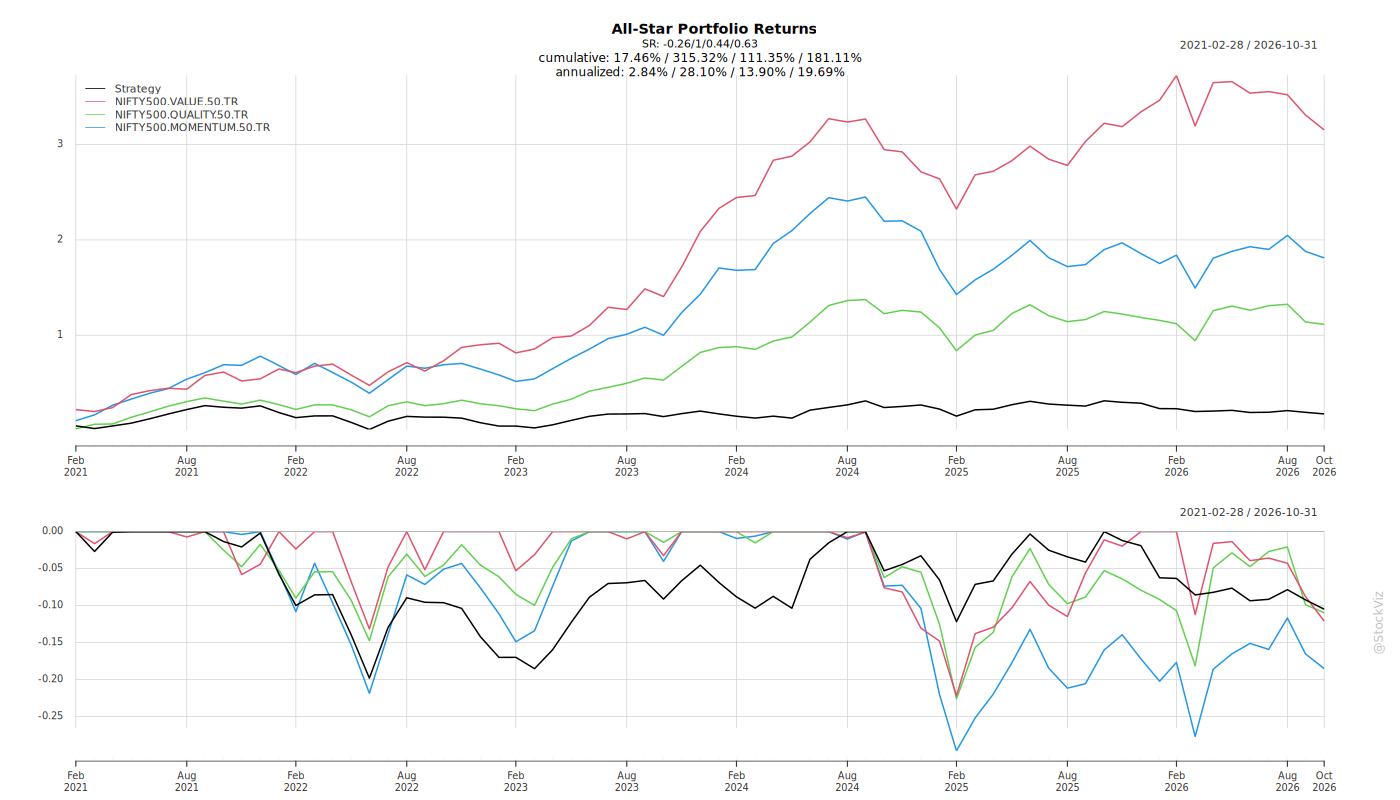 All-Star Portfolio Returns
SR: -0.26/1/0.44/0.63
cumulative: 17.46% / 315.32% / 111.35% / 181.11%
annualized: 2.84% / 28.10% / 13.90% / 19.69%
2021-02-28 / 2026-10-31
Strategy
NIFTY500.VALUE.50.TR
NIFTY500.QUALITY.50.TR
NIFTY500.MOMENTUM.50.TR
3
2
1
Feb Aug Feb Aug Feb Aug Feb Aug Feb Aug Feb Aug Oct
2021 2021 2022 2022 2023 2023 2024 2024 2025 2025 2026 2026 2026
2021-02-28 / 2026-10-31
0.00
-0.05
-0.10
-0.15
-0.20
-0.25
Feb Aug Feb Aug Feb Aug Feb Aug Feb Aug Feb Aug Oct
2021 2021 2022 2022 2023 2023 2024 2024 2025 2025 2026 2026 2026
@StockViz